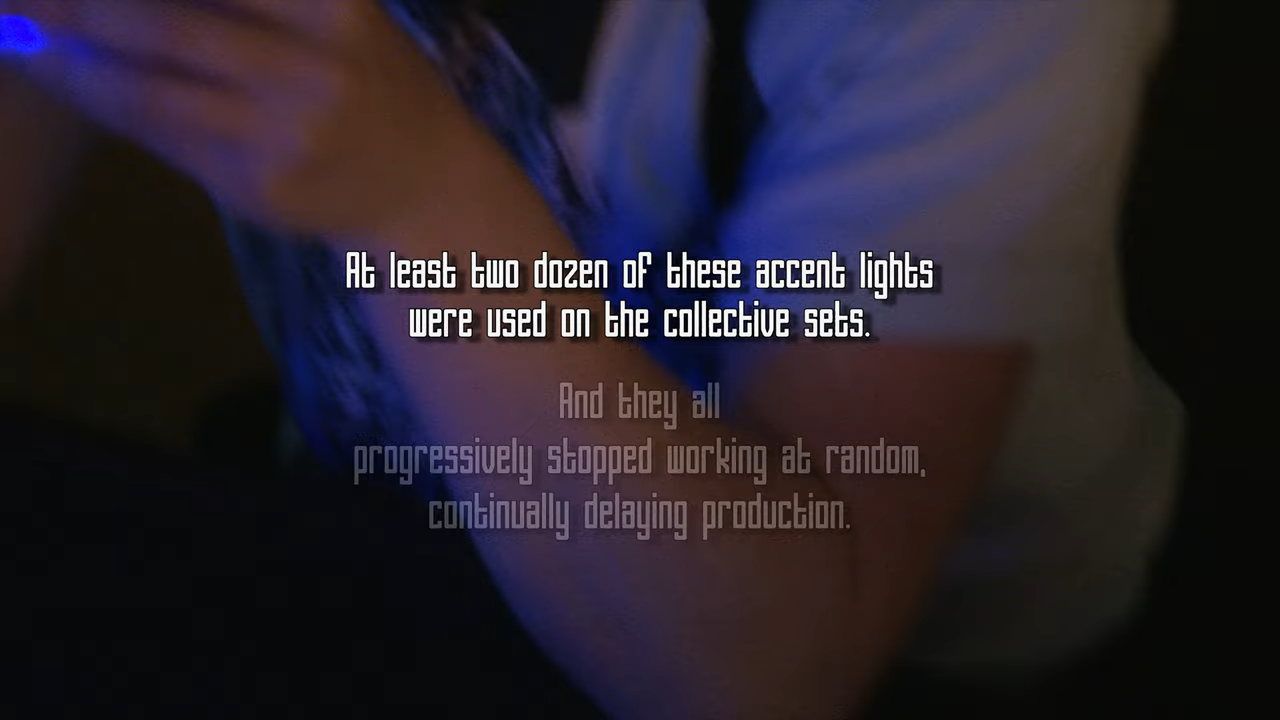 At least two dozen of these accent lights
were used on the collective sets.
And they all
progressively stopped working at random,
continually delaying production.